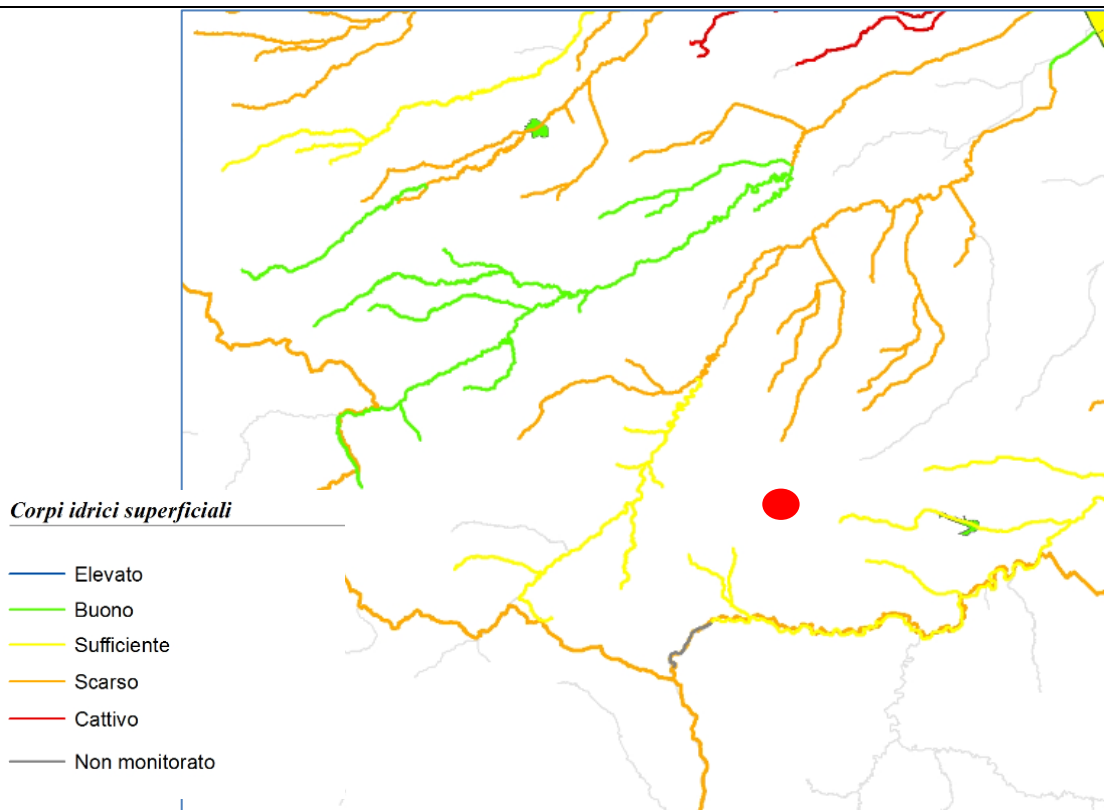 Corpi idrici superficiali
Elevato
Buono
Sufficiente
Scarso
Cattivo
Non monitorato